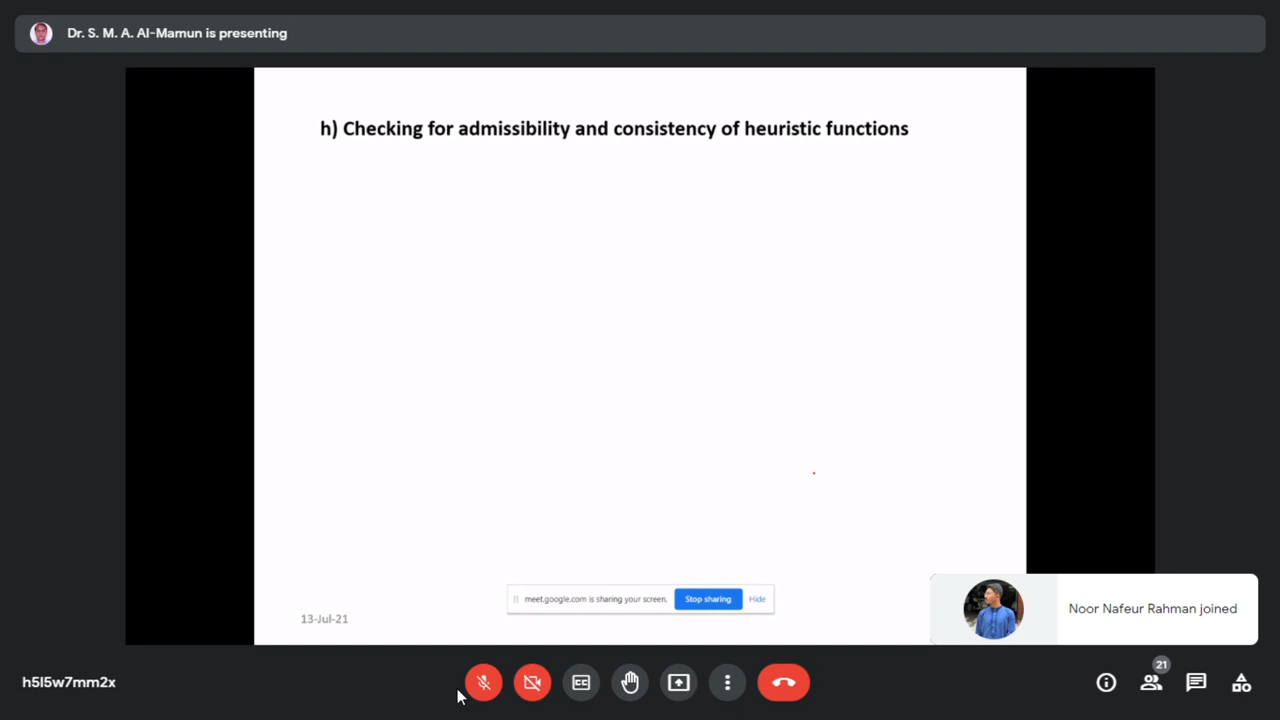 Dr. S. M. A. Al-Mamun is presenting
h) Checking for admissibility and consistency of heuristic functions
meet.google.com is sharing your screen. Stop sharing Hide
Noor Nafeur Rahman joined
13-Jul-21
h5l5w7mm2x
21